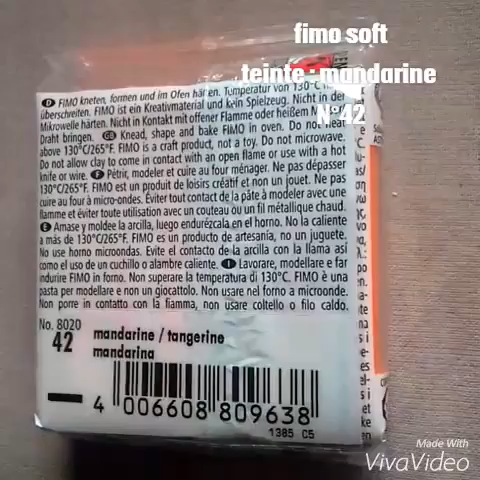 fimo soft
teinte : mandarine
N°42
D FIMO kneten, formen und im Ofen härten. Temperatur von 130°C
überschreiten. FIMO ist ein Kreativmaterial und kein Spielzeug. Nicht in der
Mikrowelle härten. Nicht in Kontakt mit offener Flamme oder heißem
Draht bringen. GB Knead, shape and bake FIMO in oven. Do not heat
above 130°C/265°F. FIMO is a craft product, not a toy. Do not microwave.
Do not allow clay to come in contact with an open flame or use with a hot
knife or wire. F Pétrir, modeler et cuire au four ménager. Ne pas dépasser
130°C/265°F. FIMO est un produit de loisirs créatif et non un jouet. Ne pas
cuire au four à micro-ondes. Éviter tout contact de la pâte à modeler avec une
flamme et éviter toute utilisation avec un couteau ou un fil métallique chaud.
E Amase y moldee la arcilla, luego endurézcala en el horno. No la caliente
a más de 130°C/265°F. FIMO es un producto de artesanía, no un juguete.
No use horno microondas. Evite el contacto de la arcilla con la llama así
como el uso de un cuchillo o alambre caliente. I Lavorare, modellare e far
indurire FIMO in forno. Non superare la temperatura di 130°C. FIMO è una
pasta per modellare e non un giocattolo. Non usare nel forno a microonde.
Non porre in contatto con la fiamma, non usare coltello o filo caldo.
No. 8020
42 mandarine / tangerine
mandarina
4 006608 809638
1385 C5
Made With
VivaVideo